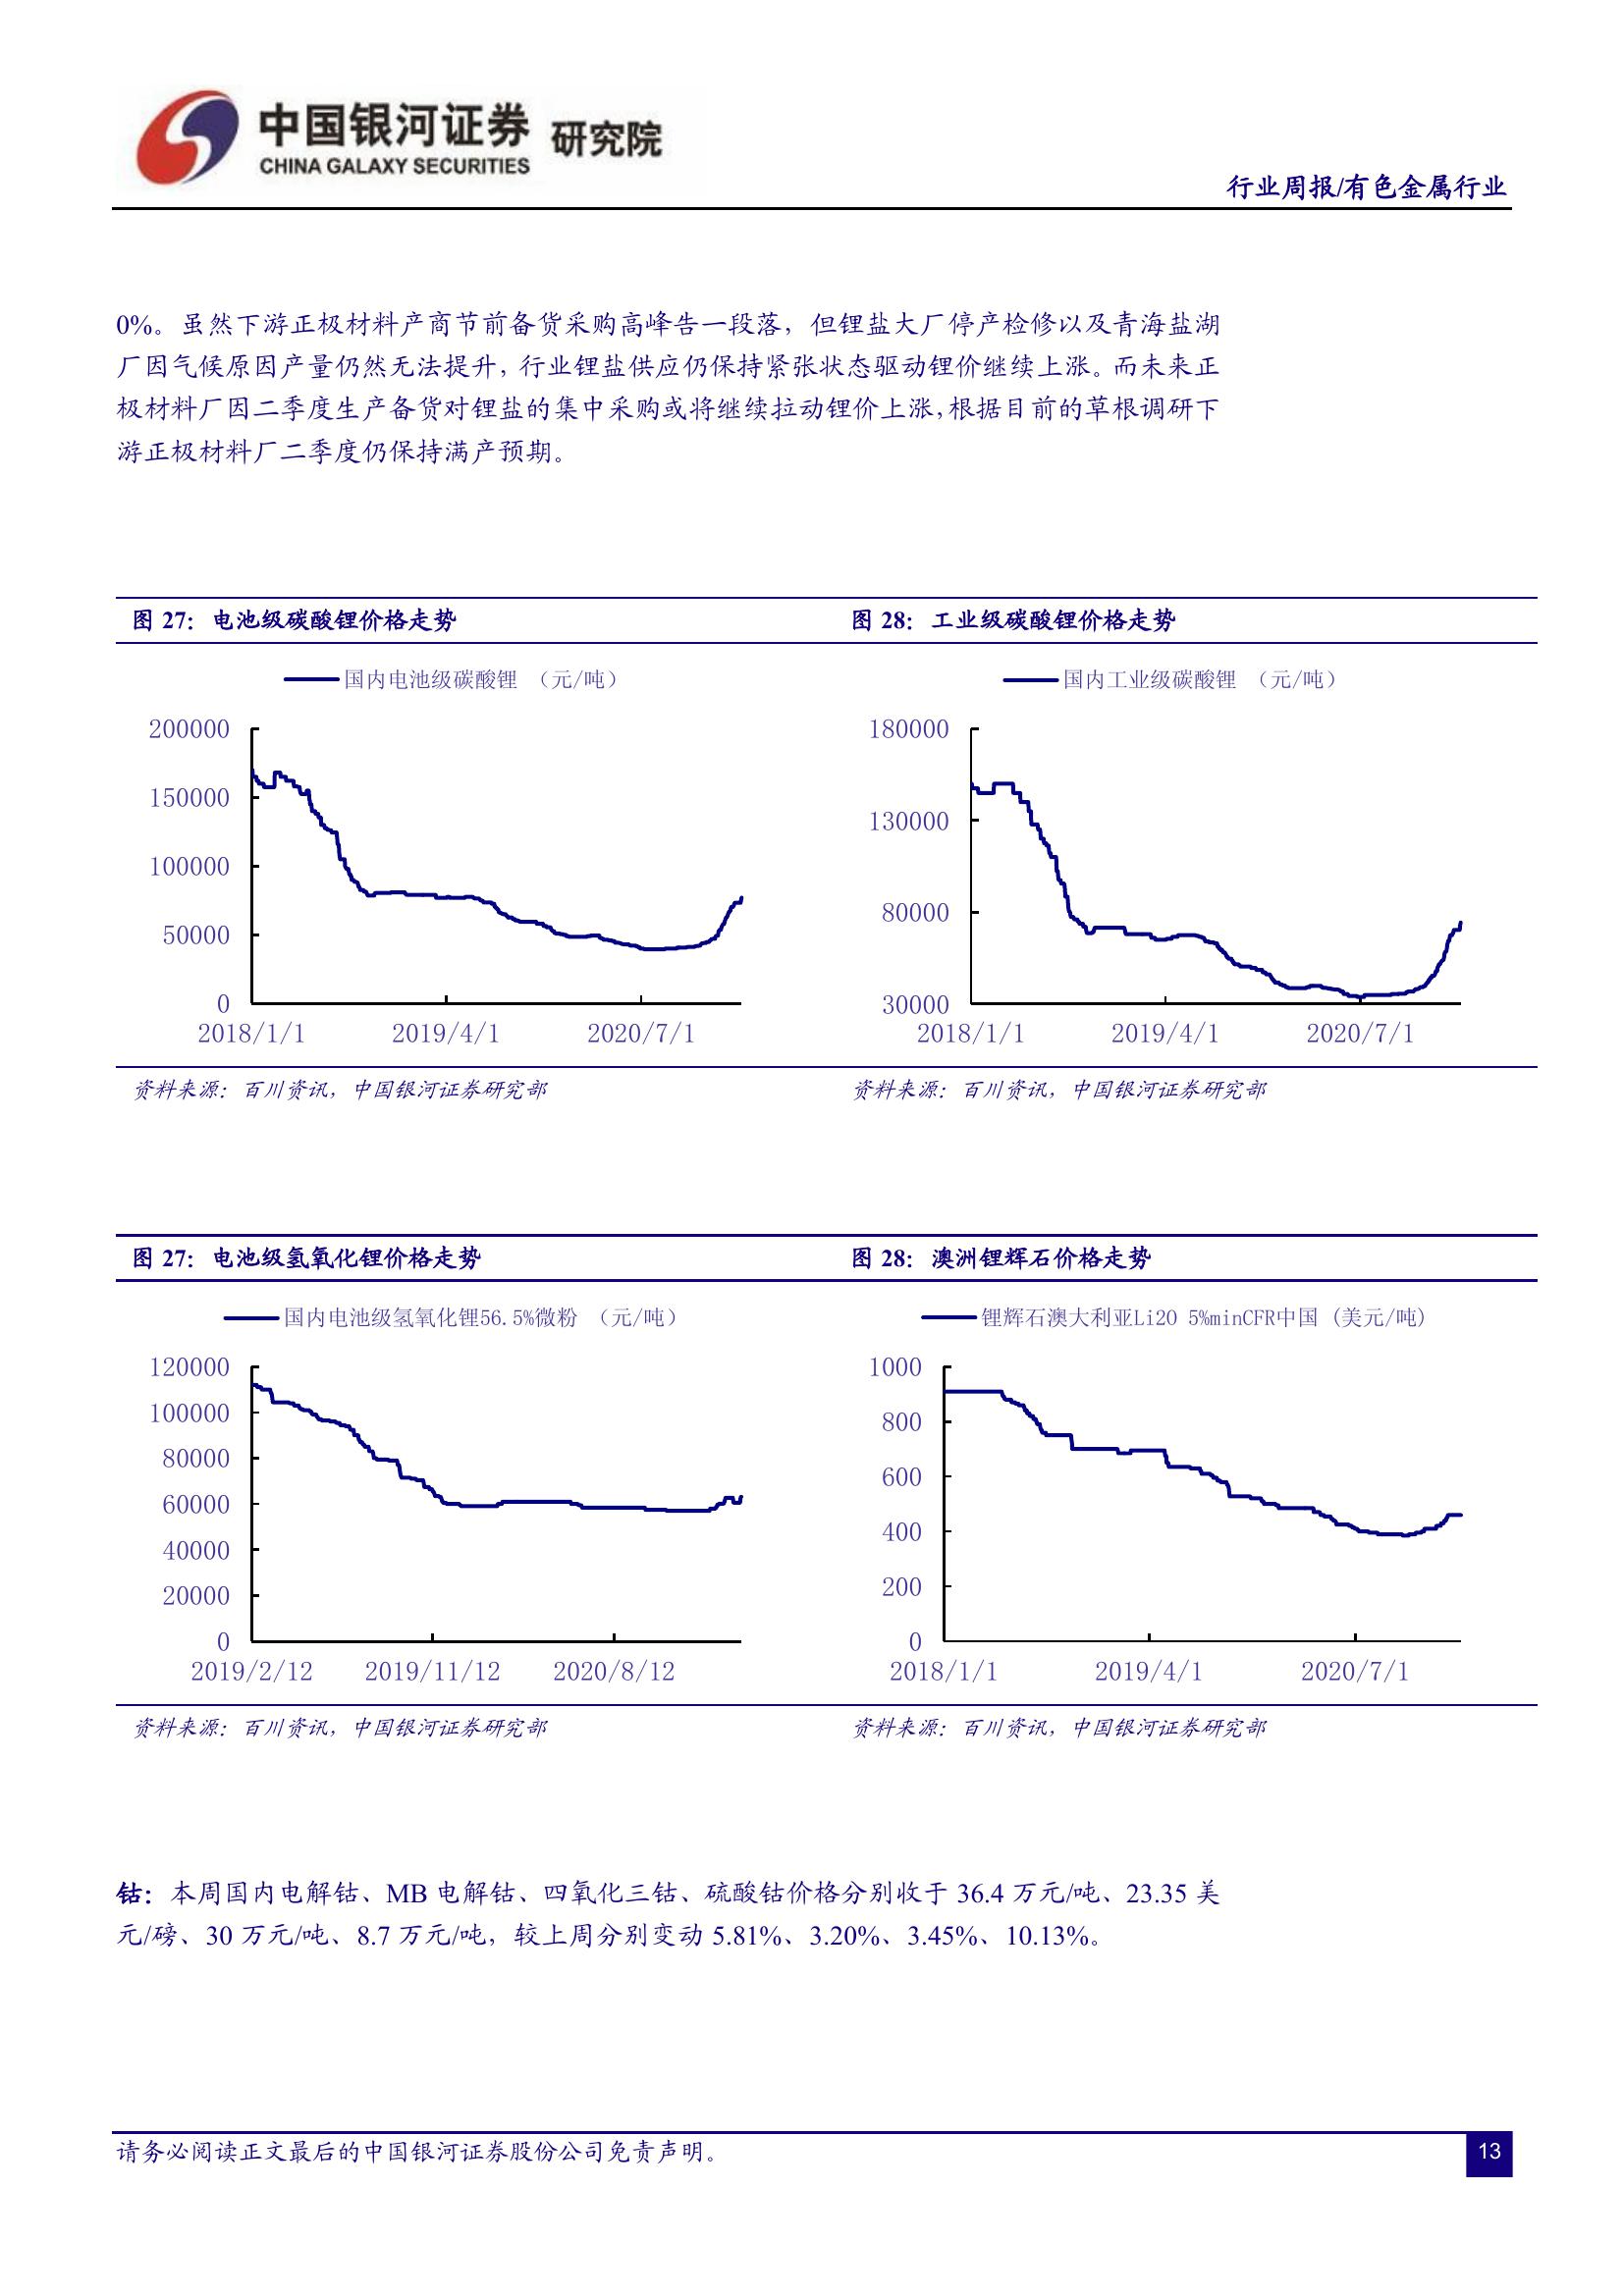 中国银河证券 研究院
CHINA GALAXY SECURITIES
行业周报/有色金属行业
0%。虽然下游正极材料产商节前备货采购高峰告一段落，但锂盐大厂停产检修以及青海盐湖
厂因气候原因产量仍然无法提升，行业锂盐供应仍保持紧张状态驱动锂价继续上涨。而未来正
极材料厂因二季度生产备货对锂盐的集中采购或将继续拉动锂价上涨，根据目前的草根调研下
游正极材料厂二季度仍保持满产预期。
图 27：电池级碳酸锂价格走势
国内电池级碳酸锂 （元/吨）
200000
150000
100000
50000
0
2018/1/1 2019/4/1 2020/7/1
资料来源：百川资讯，中国银河证券研究部
图 28：工业级碳酸锂价格走势
国内工业级碳酸锂 （元/吨）
180000
130000
80000
30000
2018/1/1 2019/4/1 2020/7/1
资料来源：百川资讯，中国银河证券研究部
图 27：电池级氢氧化锂价格走势
国内电池级氢氧化锂56.5%微粉 （元/吨）
120000
100000
80000
60000
40000
20000
0
2019/2/12 2019/11/12 2020/8/12
资料来源：百川资讯，中国银河证券研究部
图 28：澳洲锂辉石价格走势
锂辉石澳大利亚Li2O 5%minCFR中国 (美元/吨)
1000
800
600
400
200
0
2018/1/1 2019/4/1 2020/7/1
资料来源：百川资讯，中国银河证券研究部
钴：本周国内电解钴、MB 电解钴、四氧化三钴、硫酸钴价格分别收于 36.4 万元/吨、23.35 美
元/磅、30 万元/吨、8.7 万元/吨，较上周分别变动 5.81%、3.20%、3.45%、10.13%。
请务必阅读正文最后的中国银河证券股份公司免责声明。
13